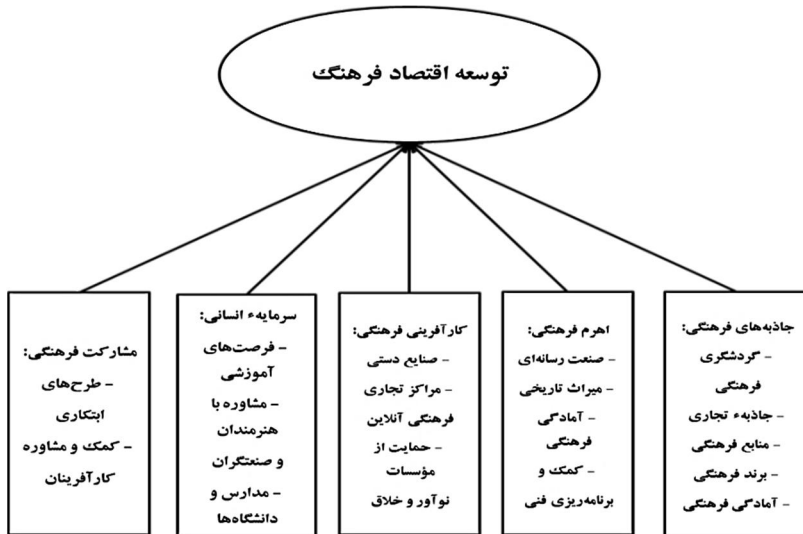 توسعه اقتصاد فرهنگ
جاذبه‌های فرهنگی:
- گردشگری
فرهنگی
- جاذبهء تجاری
- منابع فرهنگی
- برند فرهنگی
- آمادگی فرهنگی
اهرم فرهنگی:
- صنعت رسانه‌ای
- میراث تاریخی
- آمادگی
فرهنگی
- کمک و
برنامه‌ریزی فنی
کارآفرینی فرهنگی:
- صنایع دستی
- مراکز تجاری
فرهنگی آنلاین
- حمایت از
مؤسسات
نوآور و خلاق
سرمایهء انسانی:
- فرصت‌های
آموزشی
- مشاوره با
هنرمندان
و صنعتگران
- مدارس و
دانشگاه‌ها
مشارکت فرهنگی:
- طرح‌های
ابتکاری
- کمک و مشاوره
کارآفرینان